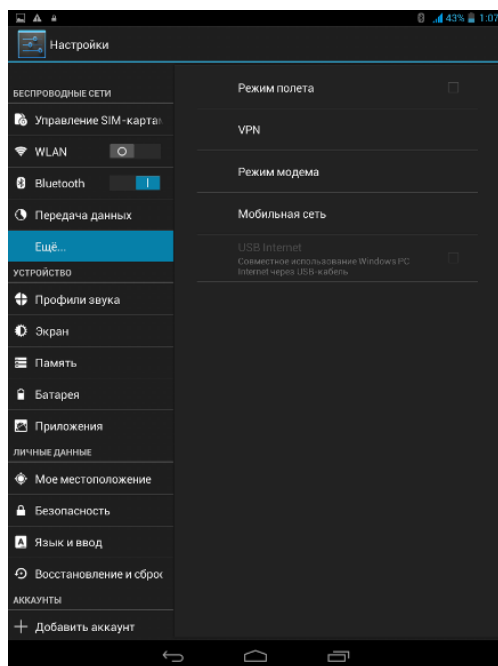 43% 1:07
Настройки
БЕСПРОВОДНЫЕ СЕТИ
Управление SIM-картам
WLAN
Bluetooth
Передача данных
Ещё...
УСТРОЙСТВО
Профили звука
Экран
Память
Батарея
Приложения
ЛИЧНЫЕ ДАННЫЕ
Мое местоположение
Безопасность
Язык и ввод
Восстановление и сброс
АККАУНТЫ
Добавить аккаунт
Режим полета
VPN
Режим модема
Мобильная сеть
USB Internet
Совместное использование Windows PC
Internet через USB-кабель